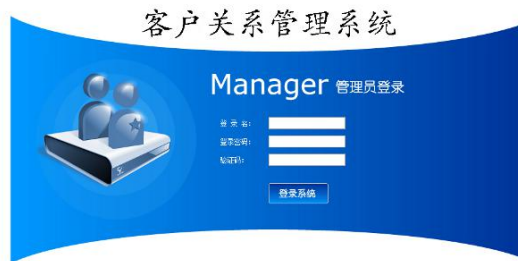 客户关系管理系统
Manager 管理员登录
登 录 名:
登录密码:
验证码:
登录系统